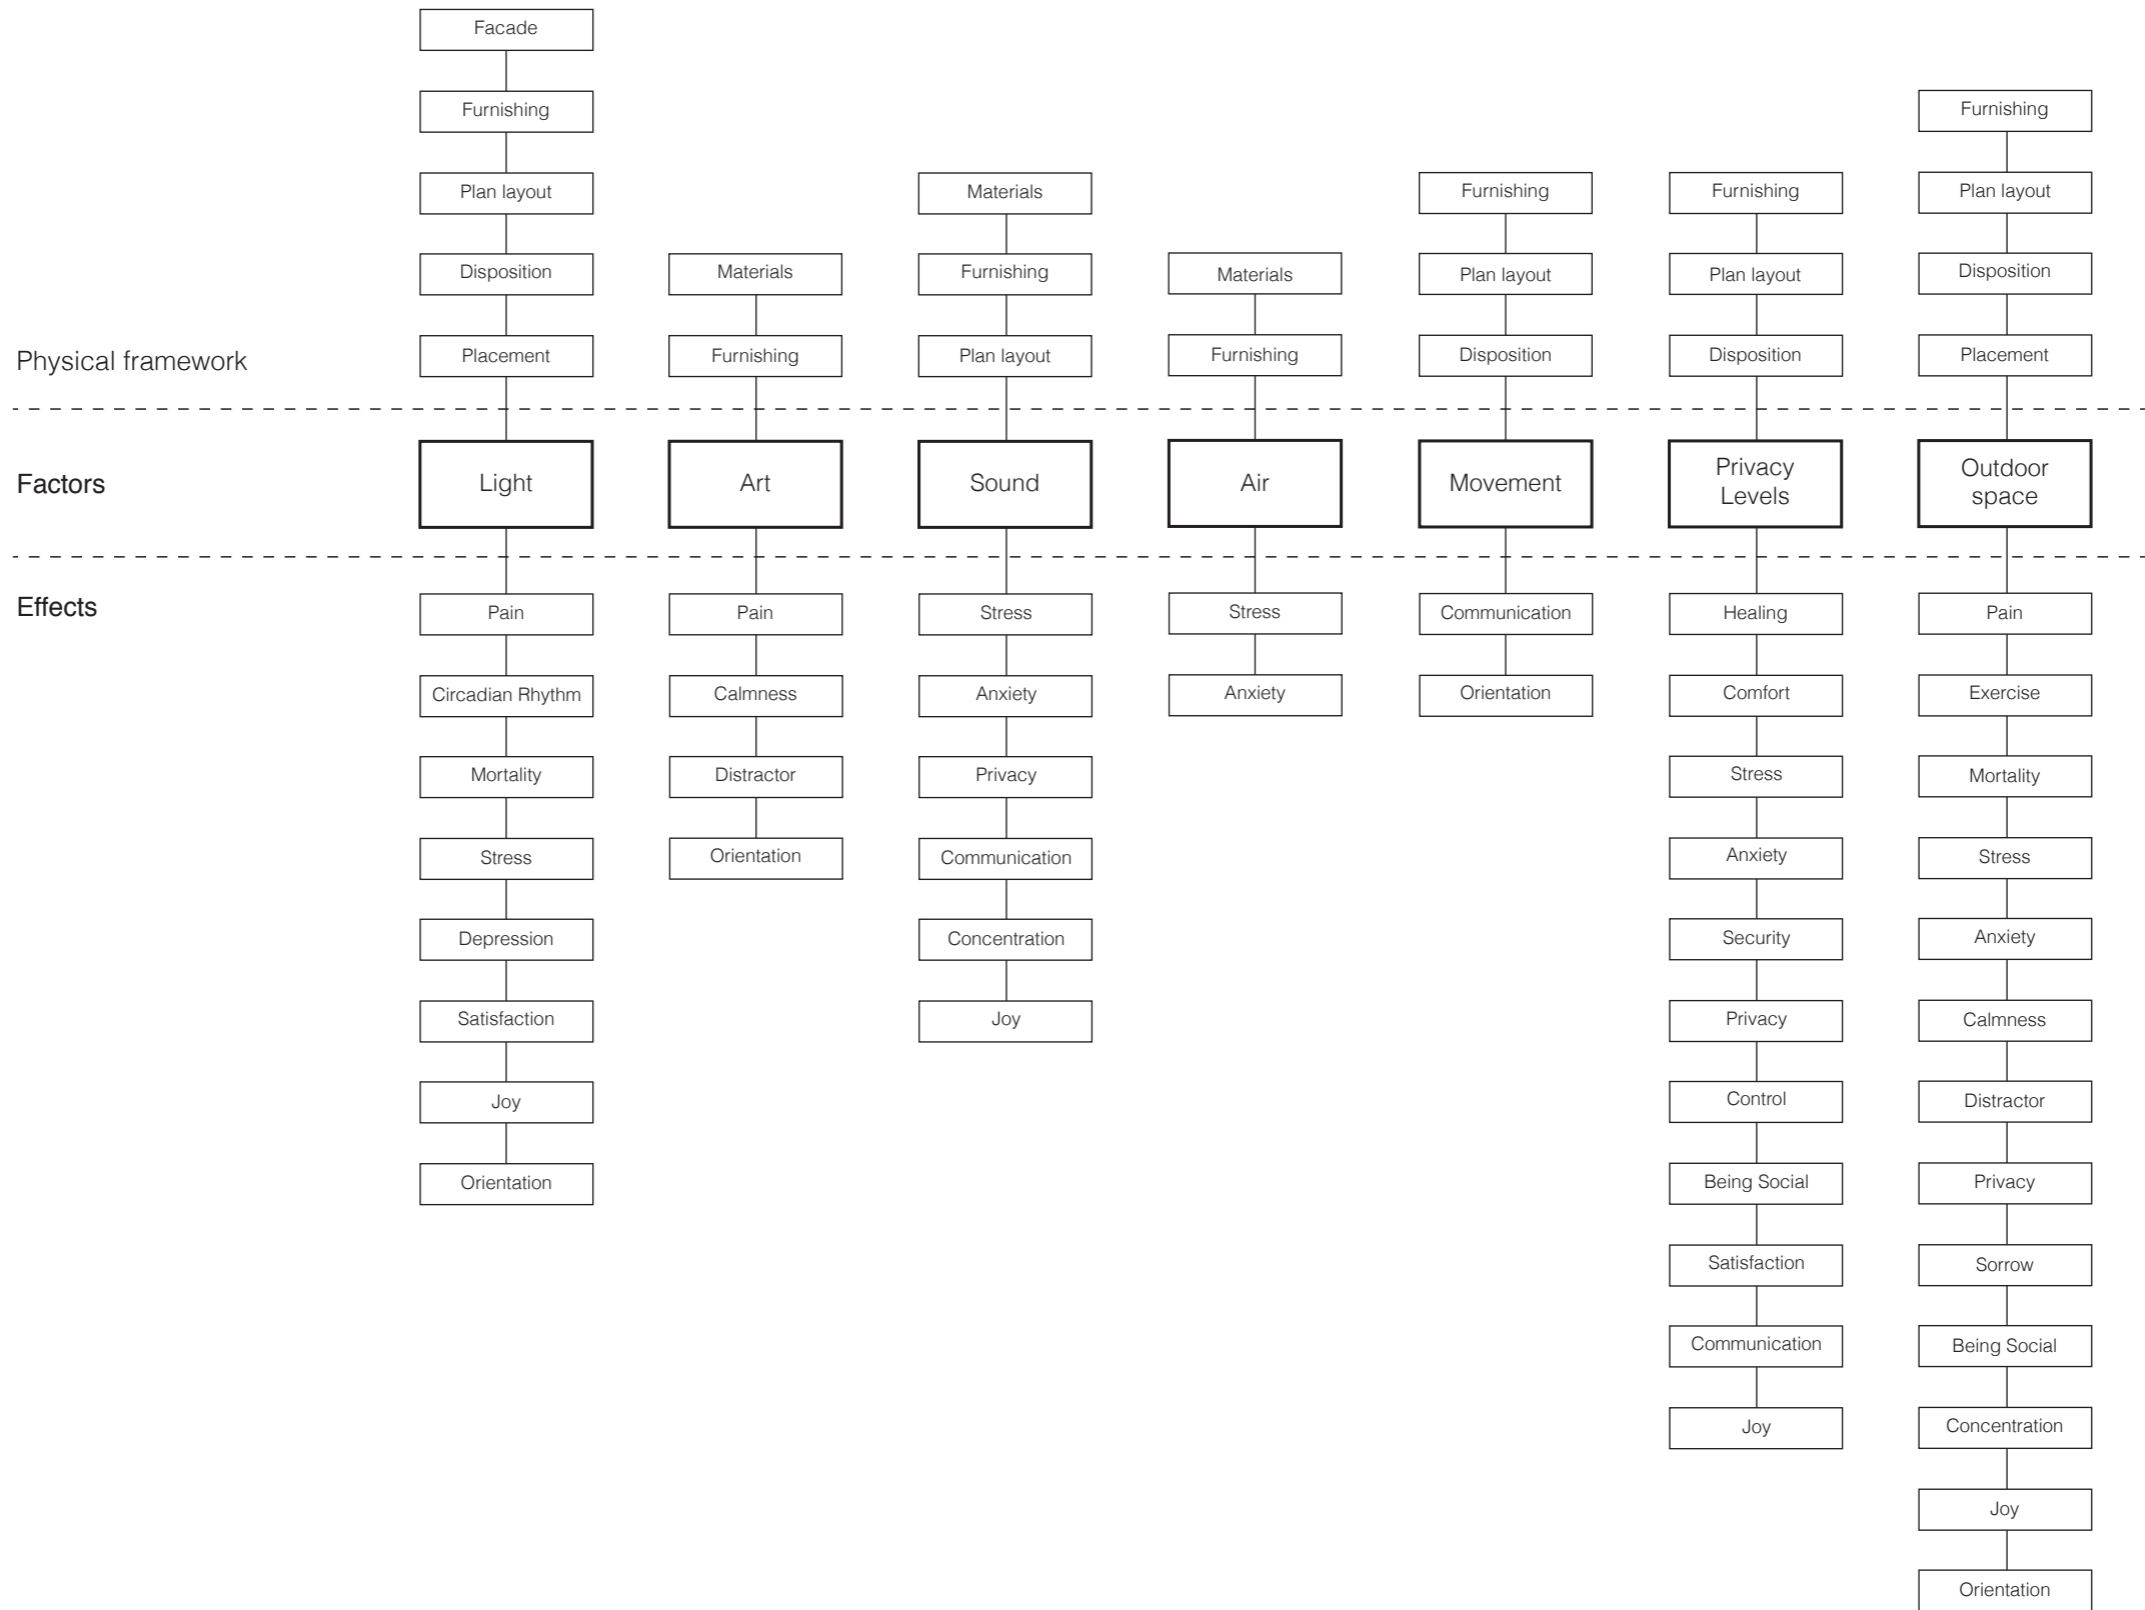 Facade
Furnishing
Furnishing
Plan layout
Materials
Furnishing
Furnishing
Plan layout
Disposition
Materials
Furnishing
Materials
Plan layout
Plan layout
Disposition
Physical framework
Placement
Furnishing
Plan layout
Furnishing
Disposition
Disposition
Placement
Factors
Light
Art
Sound
Air
Movement
Privacy
Levels
Outdoor
space
Effects
Pain
Pain
Stress
Stress
Communication
Healing
Pain
Circadian Rhythm
Calmness
Anxiety
Anxiety
Orientation
Comfort
Exercise
Mortality
Distractor
Privacy
Stress
Mortality
Stress
Orientation
Communication
Anxiety
Stress
Depression
Concentration
Security
Anxiety
Satisfaction
Joy
Privacy
Calmness
Joy
Control
Distractor
Orientation
Being Social
Privacy
Satisfaction
Sorrow
Communication
Being Social
Joy
Concentration
Joy
Orientation